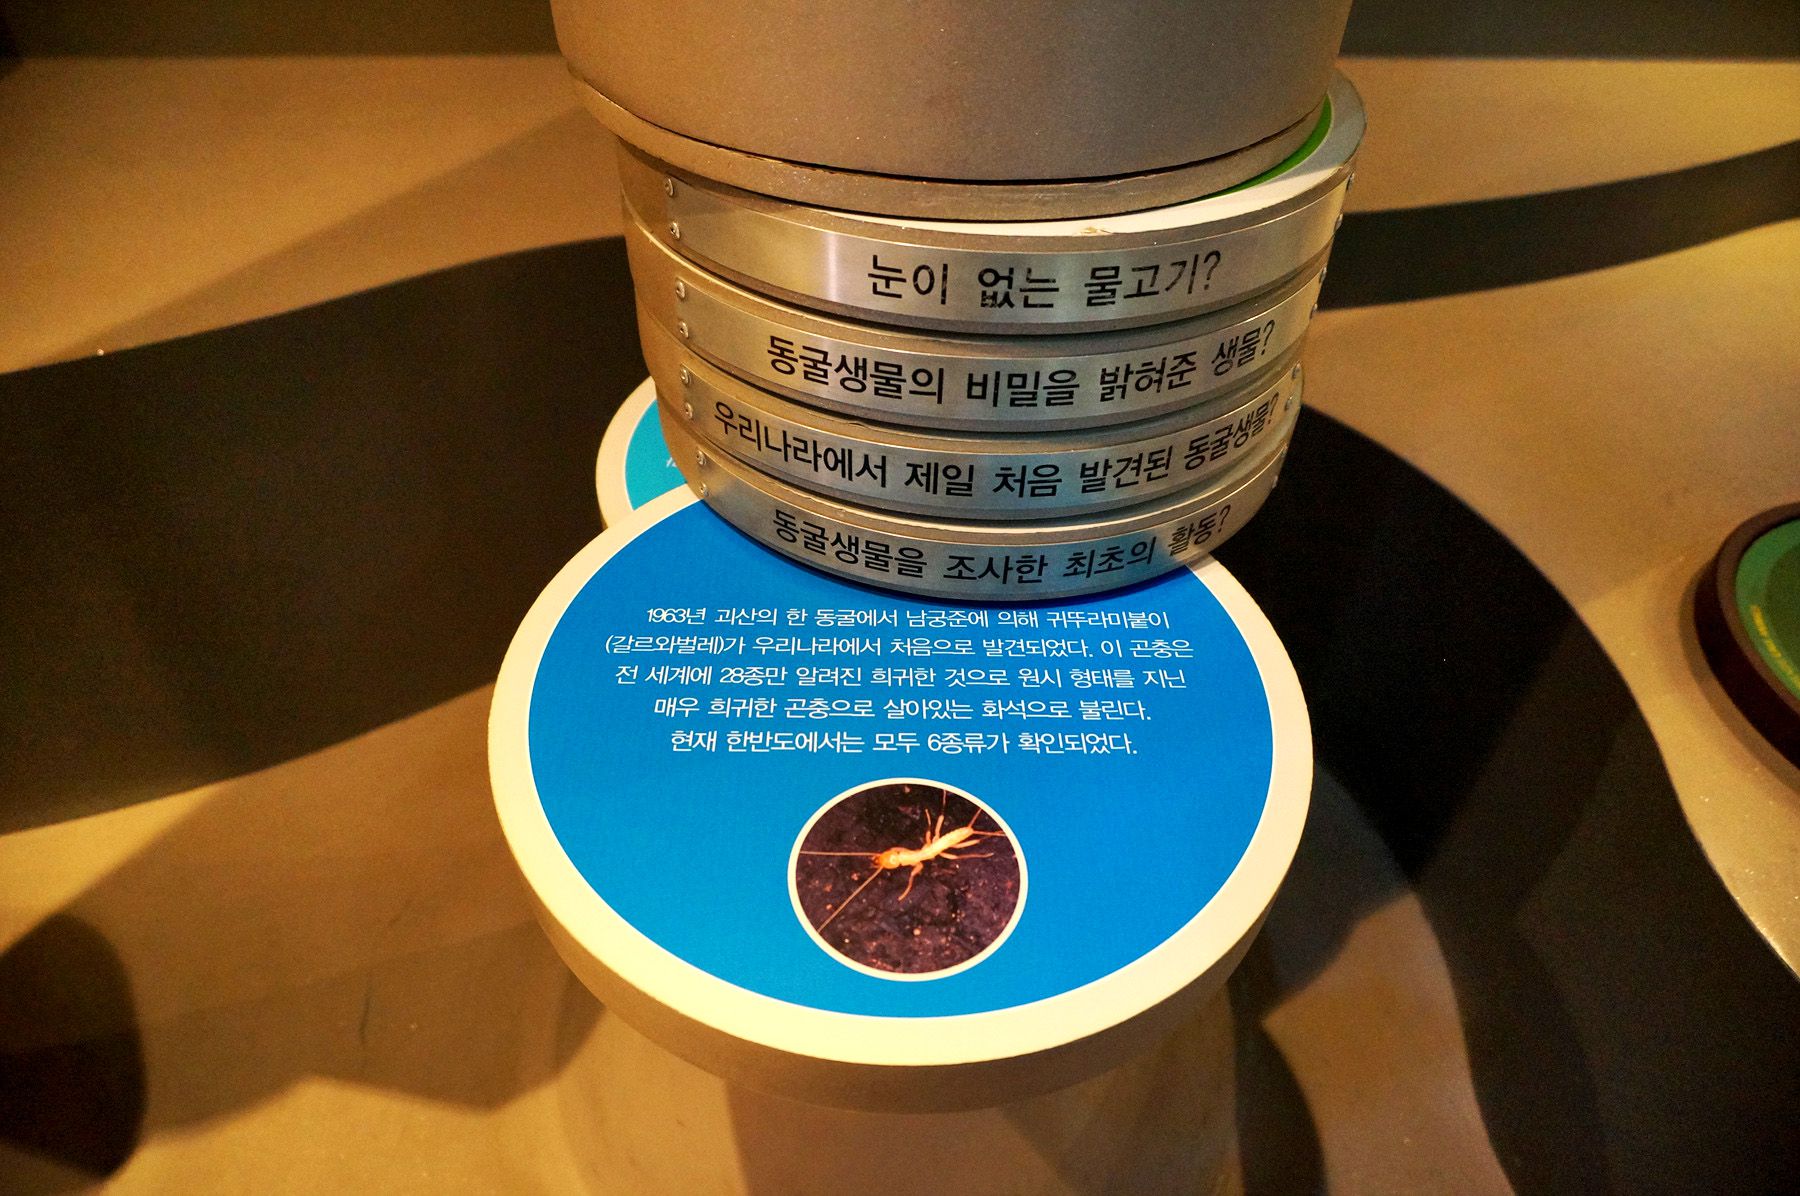 눈이 없는 물고기?
동굴생물의 비밀을 밝혀준 생물?
우리나라에서 제일 처음 발견된 동굴생물?
동굴생물을 조사한 최초의 활동?
1963년 괴산의 한 동굴에서 남궁준에 의해 귀뚜라미붙이
(갈르와벌레)가 우리나라에서 처음으로 발견되었다. 이 곤충은
전 세계에 28종만 알려진 희귀한 것으로 원시 형태를 지닌
매우 희귀한 곤충으로 살아있는 화석으로 불린다.
현재 한반도에서는 모두 6종류가 확인되었다.